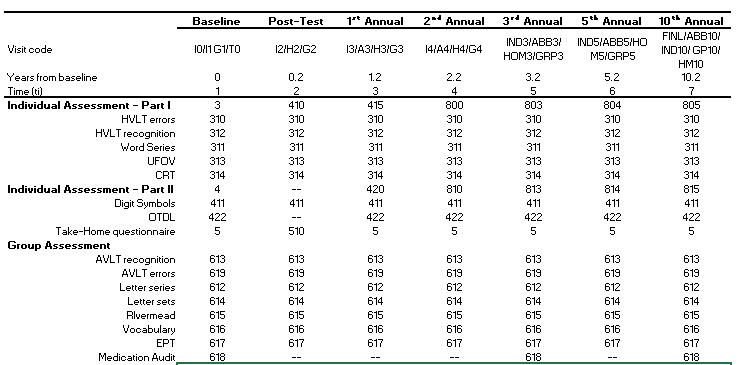 Baseline Post-Test 1st Annual 2nd Annual 3rd Annual 5th Annual 10th Annual
Visit code I0/I1G1/T0 I2/H2/G2 I3/A3/H3/G3 I4/A4/H4/G4 IND3/ABB3/HOM3/GRP3 IND5/ABB5/HOM5/GRP5 FINL/ABB10/IND10/GP10/HM10
Years from baseline 0 0.2 1.2 2.2 3.2 5.2 10.2
Time (ti) 1 2 3 4 5 6 7
Individual Assessment - Part I 3 410 415 800 803 804 805
HVLT errors 310 310 310 310 310 310 310
HVLT recognition 312 312 312 312 312 312 312
Word Series 311 311 311 311 311 311 311
UFOV 313 313 313 313 313 313 313
CRT 314 314 314 314 314 314 314
Individual Assessment - Part II 4 -- 420 810 813 814 815
Digit Symbols 411 411 411 411 411 411 411
OTDL 422 -- 422 422 422 422 422
Take-Home questionnaire 5 510 5 5 5 5 5
Group Assessment
AVLT recognition 613 613 613 613 613 613 613
AVLT errors 619 619 619 619 619 619 619
Letter series 612 612 612 612 612 612 612
Letter sets 614 614 614 614 614 614 614
Rivermead 615 615 615 615 615 615 615
Vocabulary 616 616 616 616 616 616 616
EPT 617 617 617 617 617 617 617
Medication Audit 618 -- -- -- 618 -- 618